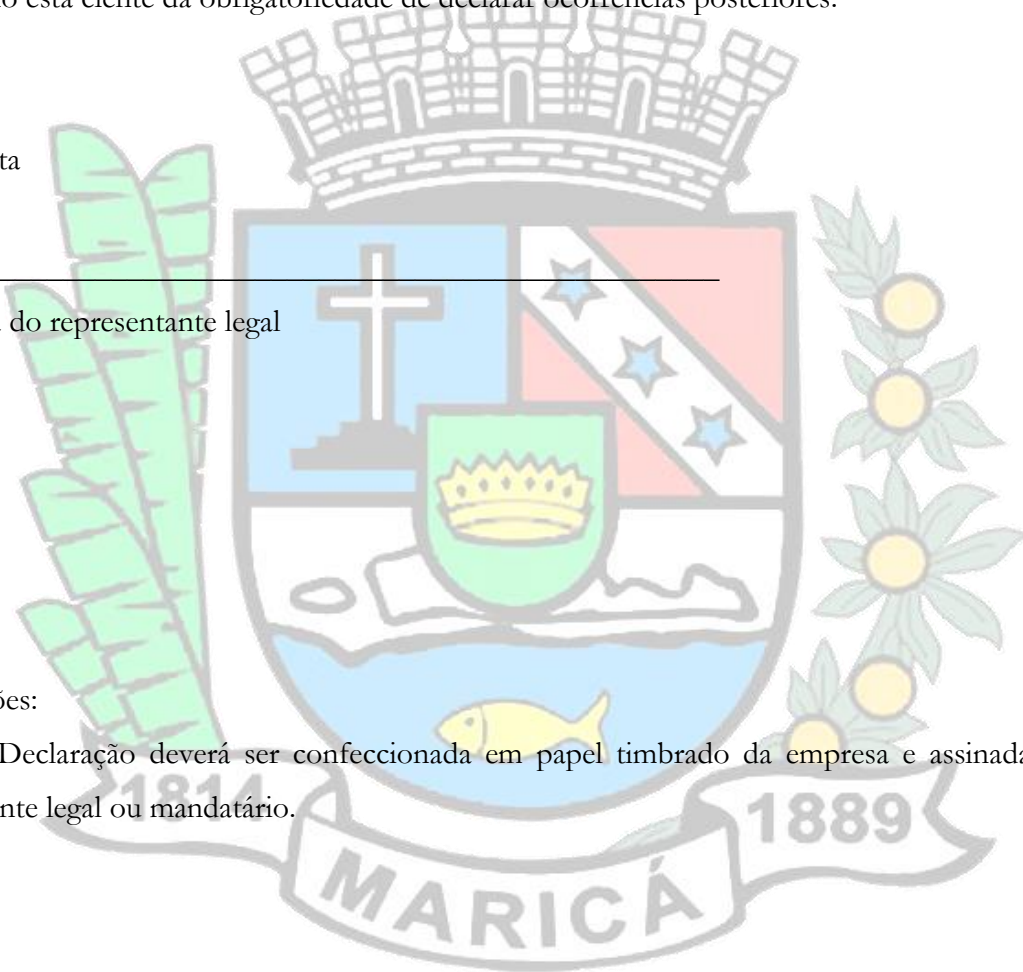 está ciente da obrigatoriedade de declarar ocorrências posteriores.
ta
do representante legal
ões:
Declaração deverá ser confeccionada em papel timbrado da empresa e assinada
nte legal ou mandatário.
1814
1889
MARICÁ